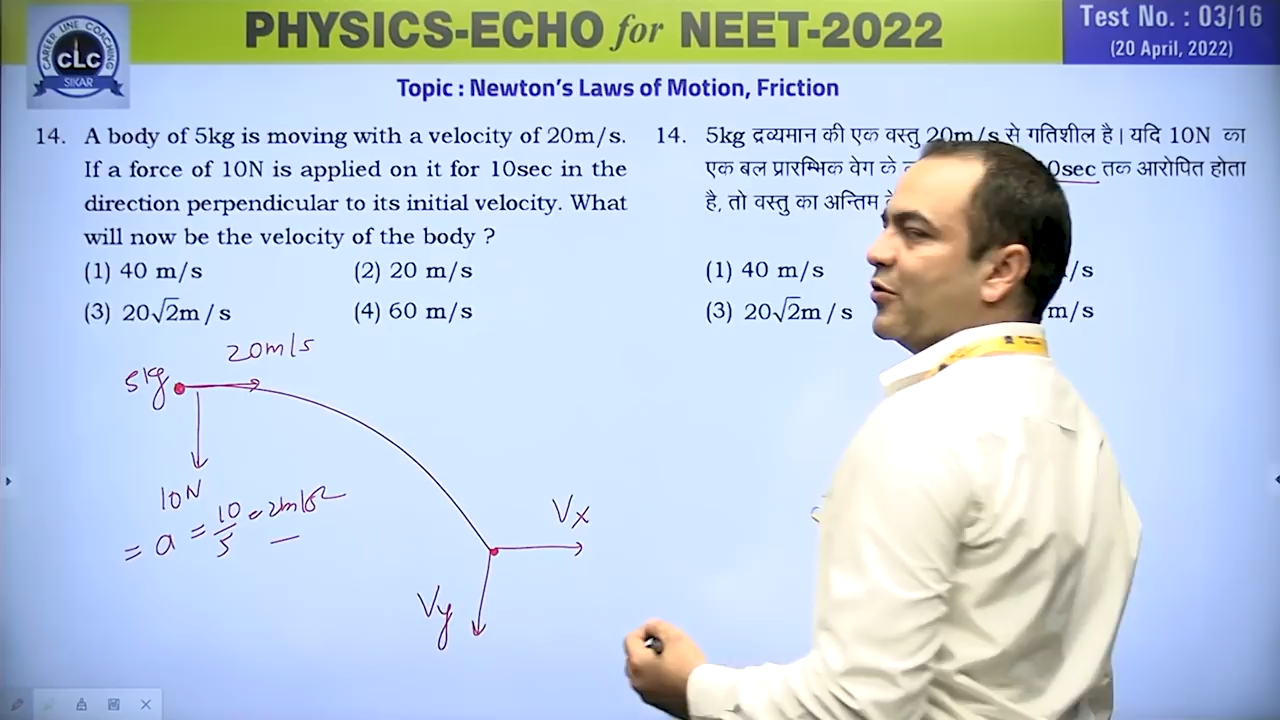 CAREER LINE COACHING
CLC
SIKAR
PHYSICS-ECHO for NEET-2022
Test No. : 03/16
(20 April, 2022)
Topic : Newton's Laws of Motion, Friction
14. A body of 5kg is moving with a velocity of 20m/s.
If a force of 10N is applied on it for 10sec in the
direction perpendicular to its initial velocity. What
will now be the velocity of the body ?
(1) 40 m/s (2) 20 m/s
(3) 20√2m/s (4) 60 m/s
14. 5kg द्रव्यमान की एक वस्तु 20m/s से गतिशील है। यदि 10N का
एक बल प्रारम्भिक वेग के 0sec तक आरोपित होता
है, तो वस्तु का अन्तिम
(1) 40 m/s /s
(3) 20√2m/s m/s
20m/s
5kg
10N
= a = 10/5 = 2m/s²
Vx
Vy